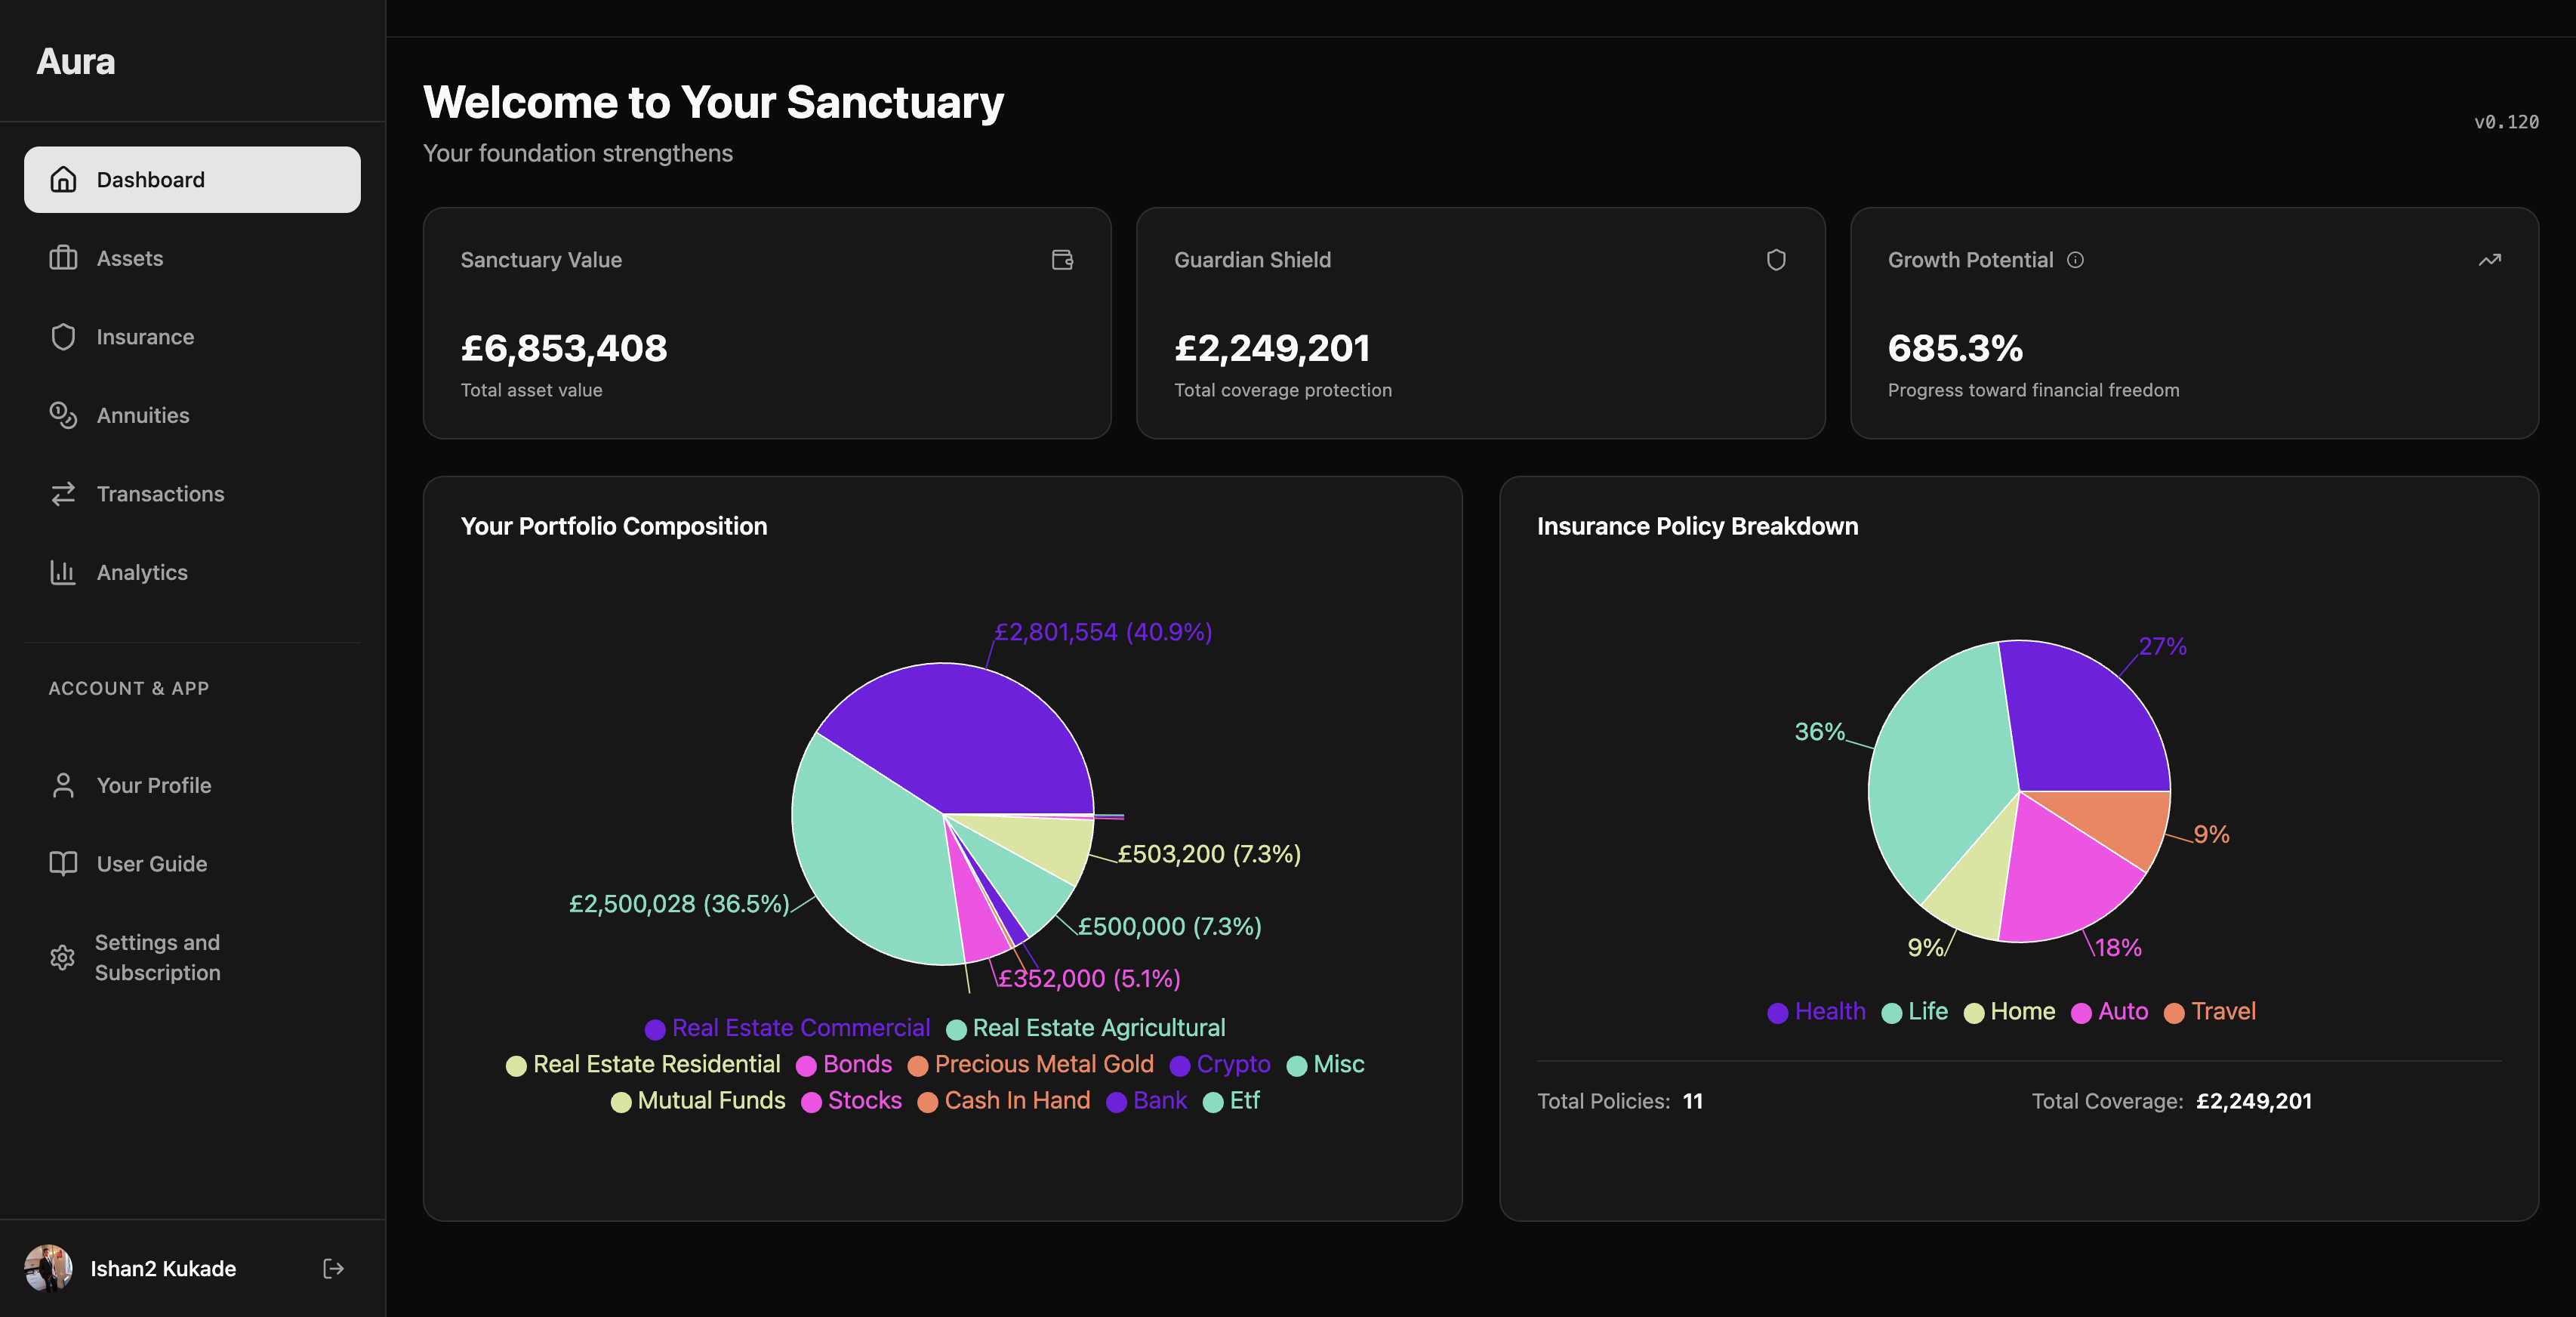 Aura
Dashboard
Assets
Insurance
Annuities
Transactions
Analytics
ACCOUNT & APP
Your Profile
User Guide
Settings and
Subscription
Ishan2 Kukade
Welcome to Your Sanctuary
Your foundation strengthens
v0.120
Sanctuary Value
£6,853,408
Total asset value
Guardian Shield
£2,249,201
Total coverage protection
Growth Potential
685.3%
Progress toward financial freedom
Your Portfolio Composition
£2,801,554 (40.9%)
£503,200 (7.3%)
£2,500,028 (36.5%)
£500,000 (7.3%)
£352,000 (5.1%)
Real Estate Commercial Real Estate Agricultural
Real Estate Residential Bonds Precious Metal Gold Crypto Misc
Mutual Funds Stocks Cash In Hand Bank Etf
Insurance Policy Breakdown
27%
36%
9%
9%
18%
Health Life Home Auto Travel
Total Policies: 11
Total Coverage: £2,249,201